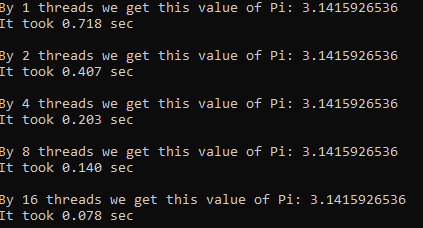 By 1 threads we get this value of Pi: 3.1415926536
It took 0.718 sec
By 2 threads we get this value of Pi: 3.1415926536
It took 0.407 sec
By 4 threads we get this value of Pi: 3.1415926536
It took 0.203 sec
By 8 threads we get this value of Pi: 3.1415926536
It took 0.140 sec
By 16 threads we get this value of Pi: 3.1415926536
It took 0.078 sec